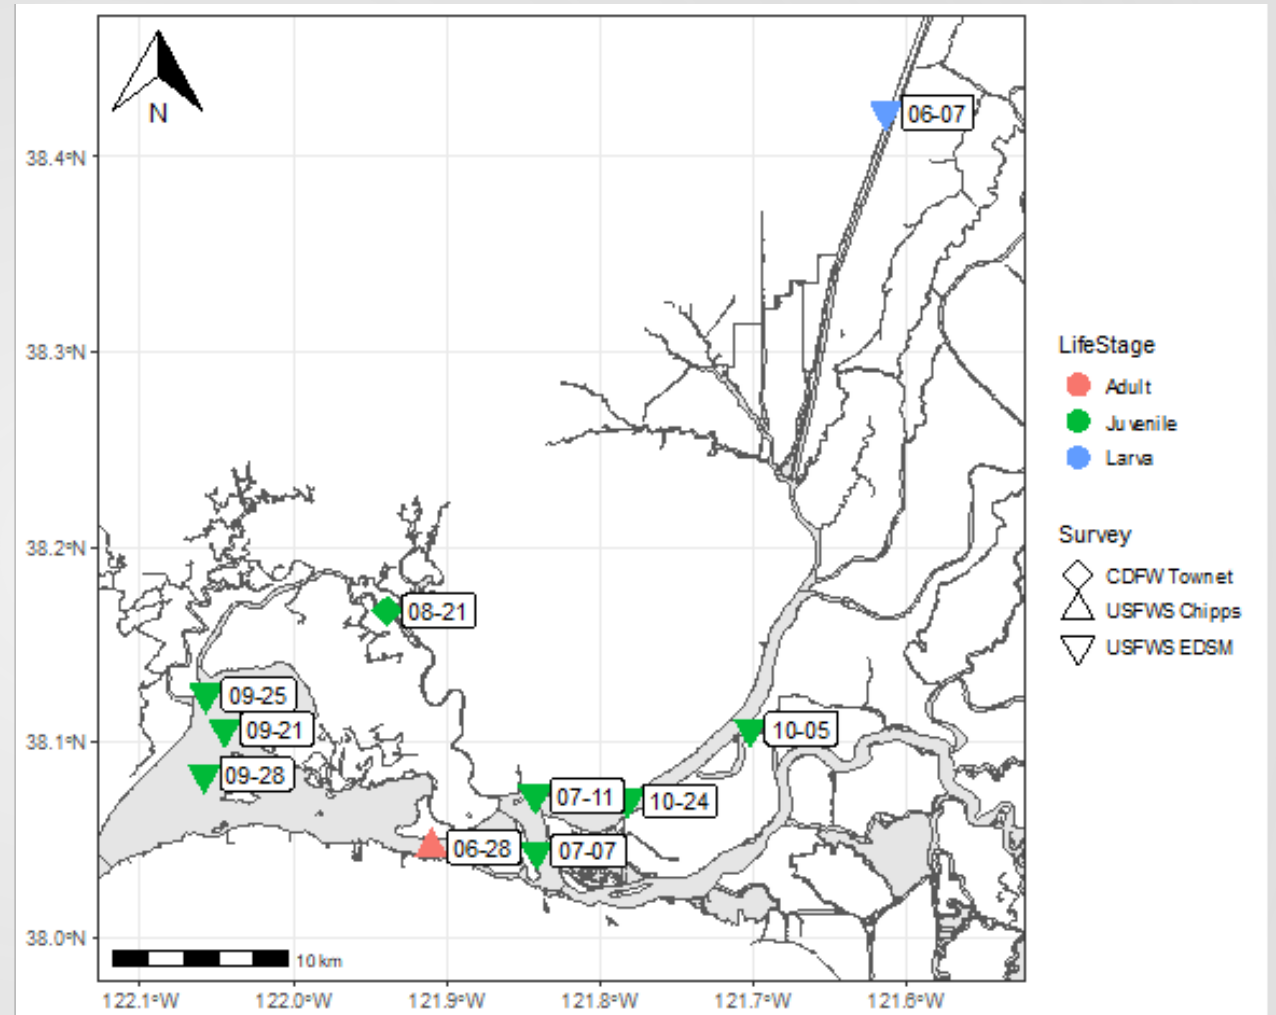 N
06-07
38.4°N
38.3°N
38.2°N
38.1°N
38.0°N
08-21
09-25
09-21
09-28
10-05
07-11
10-24
06-28
07-07
10 km
122.1°W
122.0°W
121.9°W
121.8°W
121.7°W
121.6°W
LifeStage
Adult
Juvenile
Larva
Survey
CDFW Townet
USFWS Chipps
USFWS EDSM